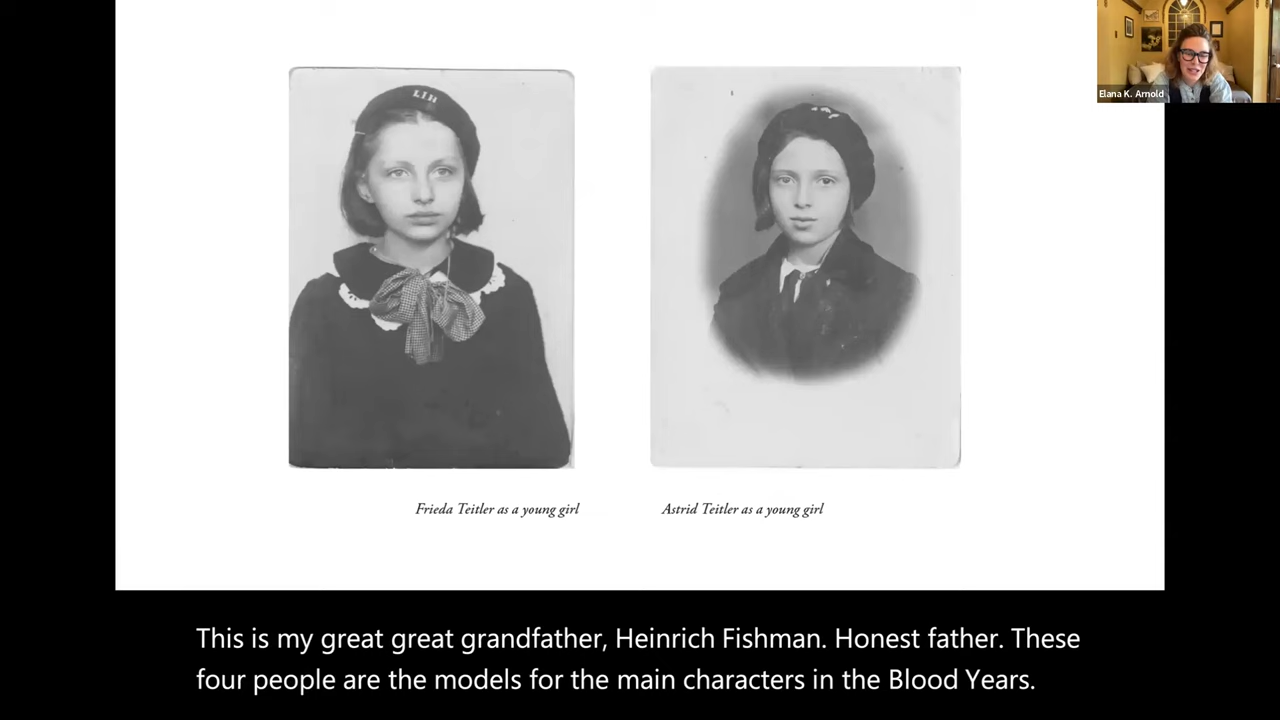 Elana K. Arnold
LIH
Frieda Teitler as a young girl
Astrid Teitler as a young girl
This is my great great grandfather, Heinrich Fishman. Honest father. These
four people are the models for the main characters in the Blood Years.